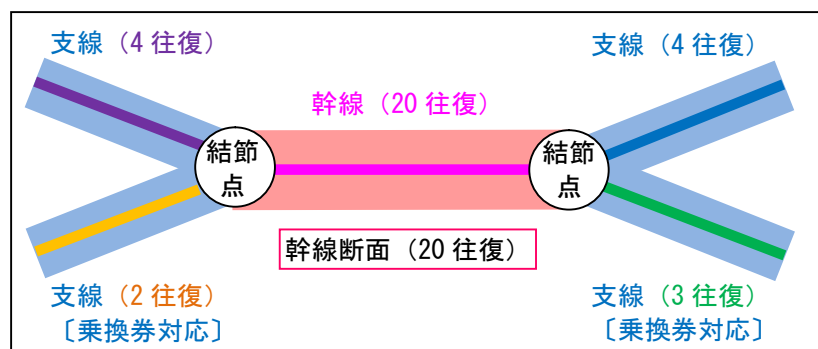 支線（4 往復）
支線（4 往復）
幹線（20 往復）
結節
点
結節
点
幹線断面（20 往復）
支線（2 往復）
〔乗換券対応〕
支線（3 往復）
〔乗換券対応〕